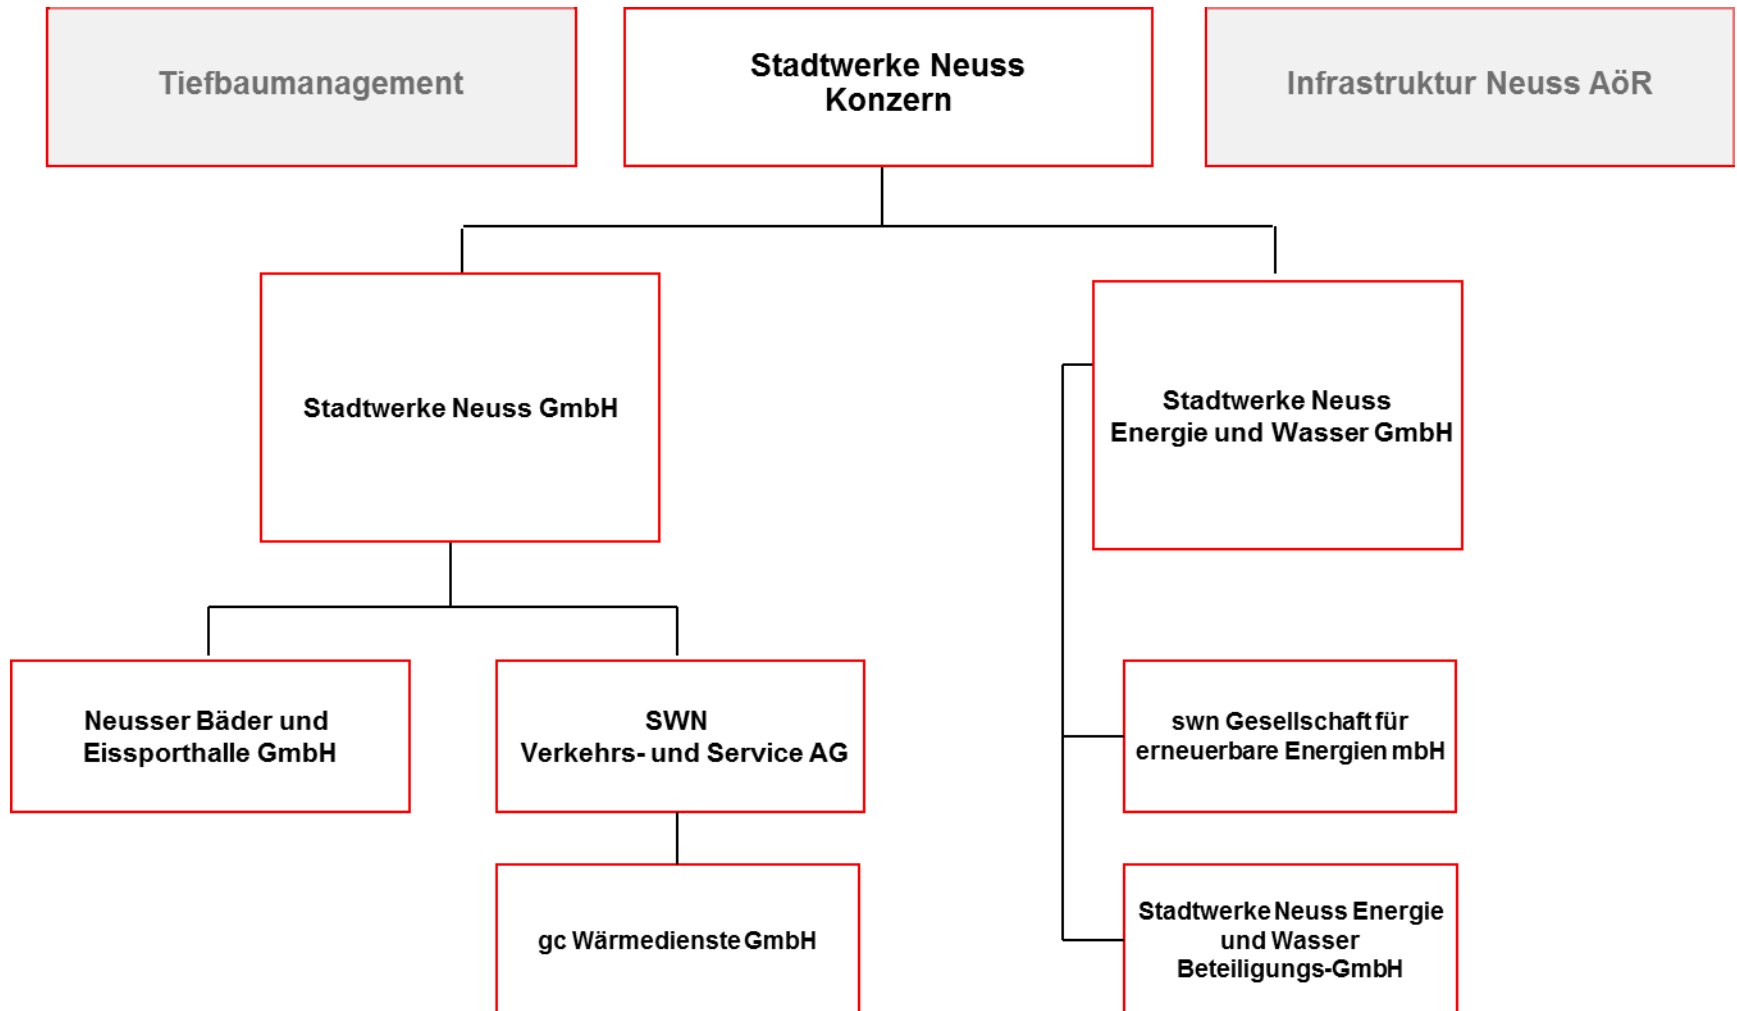 Tiefbaumanagement
Stadtwerke Neuss
Konzern
Infrastruktur Neuss AöR
Stadtwerke Neuss GmbH
Stadtwerke Neuss
Energie und Wasser GmbH
Neusser Bäder und
Eissporthalle GmbH
SWN
Verkehrs- und Service AG
swn Gesellschaft für
erneuerbare Energien mbH
gc Wärmedienste GmbH
Stadtwerke Neuss Energie
und Wasser
Beteiligungs-GmbH